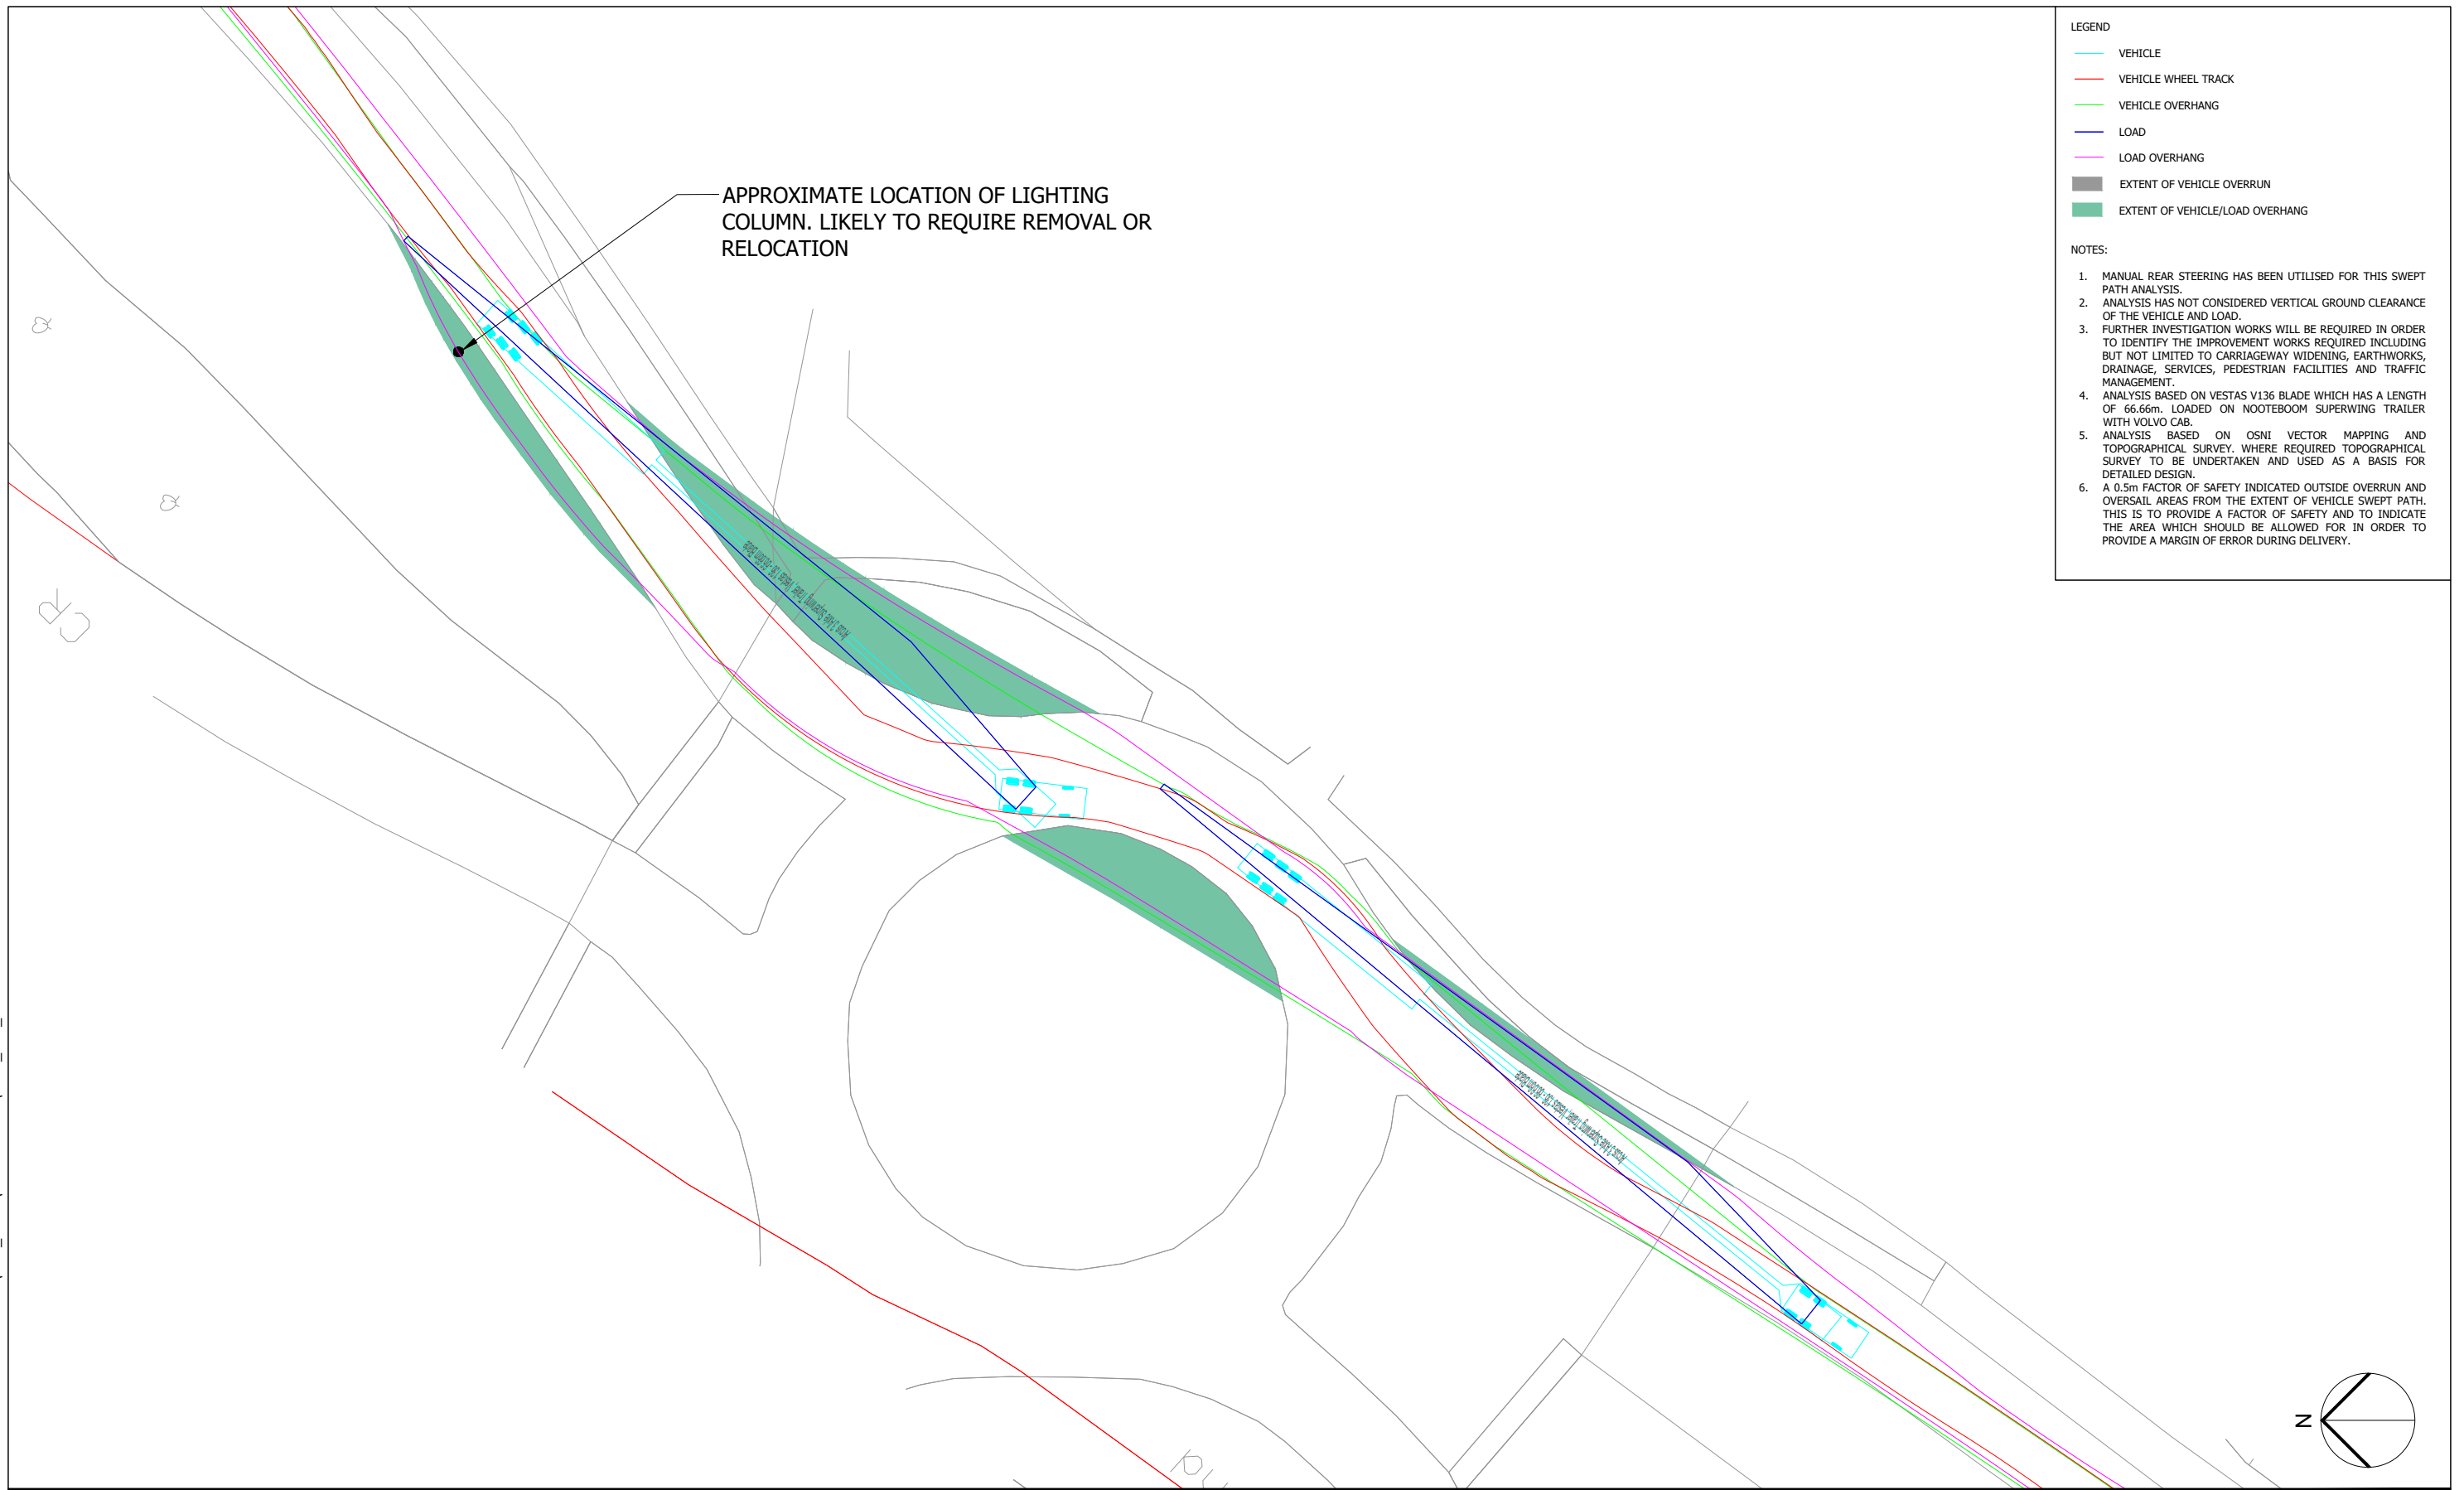 APPROXIMATE LOCATION OF LIGHTING
COLUMN. LIKELY TO REQUIRE REMOVAL OR
RELOCATION
LEGEND
VEHICLE
VEHICLE WHEEL TRACK
VEHICLE OVERHANG
LOAD
LOAD OVERHANG
EXTENT OF VEHICLE OVERRUN
EXTENT OF VEHICLE/LOAD OVERHANG
NOTES:
1. MANUAL REAR STEERING HAS BEEN UTILISED FOR THIS SWEPT
PATH ANALYSIS.
2. ANALYSIS HAS NOT CONSIDERED VERTICAL GROUND CLEARANCE
OF THE VEHICLE AND LOAD.
3. FURTHER INVESTIGATION WORKS WILL BE REQUIRED IN ORDER
TO IDENTIFY THE IMPROVEMENT WORKS REQUIRED INCLUDING
BUT NOT LIMITED TO CARRIAGEWAY WIDENING, EARTHWORKS,
DRAINAGE, SERVICES, PEDESTRIAN FACILITIES AND TRAFFIC
MANAGEMENT.
4. ANALYSIS BASED ON VESTAS V136 BLADE WHICH HAS A LENGTH
OF 66.66m. LOADED ON NOOTEBOOM SUPERWING TRAILER
WITH VOLVO CAB.
5. ANALYSIS BASED ON OSNI VECTOR MAPPING AND
TOPOGRAPHICAL SURVEY. WHERE REQUIRED TOPOGRAPHICAL
SURVEY TO BE UNDERTAKEN AND USED AS A BASIS FOR
DETAILED DESIGN.
6. A 0.5m FACTOR OF SAFETY INDICATED OUTSIDE OVERRUN AND
OVERSAIL AREAS FROM THE EXTENT OF VEHICLE SWEPT PATH.
THIS IS TO PROVIDE A FACTOR OF SAFETY AND TO INDICATE
THE AREA WHICH SHOULD BE ALLOWED FOR IN ORDER TO
PROVIDE A MARGIN OF ERROR DURING DELIVERY.
N